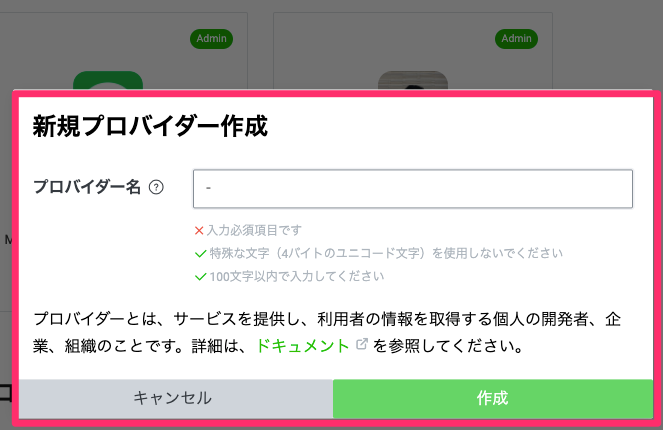 Admin
Admin
新規プロバイダー作成
プロバイダー名 ?
-
入力必須項目です
特殊な文字（4バイトのユニコード文字）を使用しないでください
100文字以内で入力してください
プロバイダーとは、サービスを提供し、利用者の情報を取得する個人の開発者、企
業、組織のことです。詳細は、ドキュメント を参照してください。
キャンセル
作成